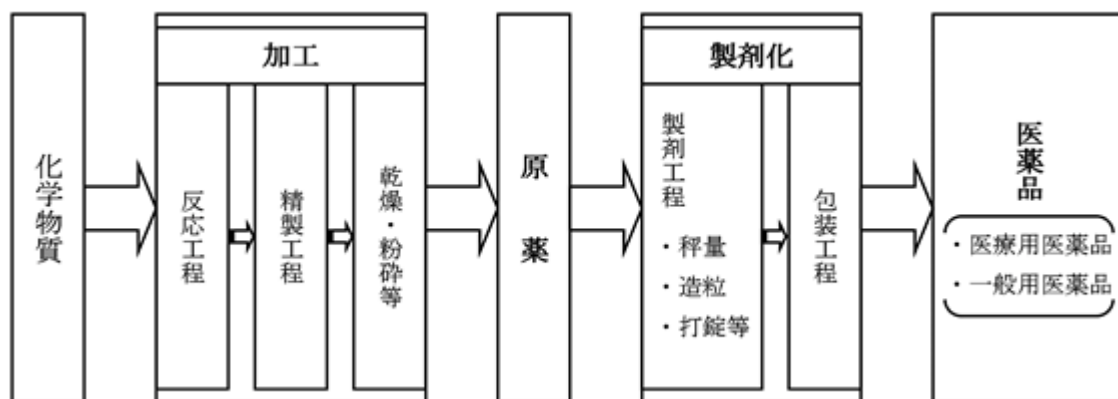 化学物質
加工
反応工程
精製工程
乾燥・粉砕等
原薬
製剤化
製剤工程
・秤量
・造粒
・打錠等
包装工程
医薬品
・医療用医薬品
・一般用医薬品